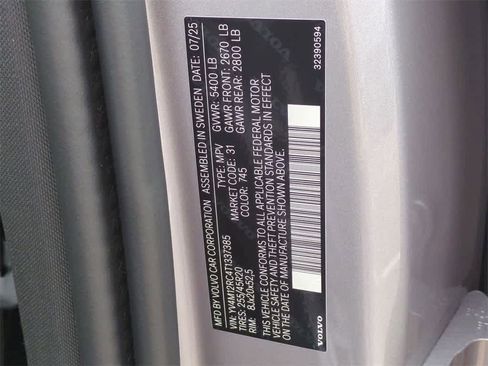 MFD. BY VOLVO CAR CORPORATION ASSEMBLED IN SWEDEN DATE: 07/25
GVWR: 5400 LB
GAWR FRONT: 2670 LB
GAWR REAR: 2800 LB
VIN: YV4M12RC4T1337385
TYPE: MPV
MARKET CODE: 31
COLOR: 745
TIRES: 255/45R20
RIM: 8Jx20x52,5
THIS VEHICLE CONFORMS TO ALL APPLICABLE FEDERAL MOTOR
VEHICLE SAFETY AND THEFT PREVENTION STANDARDS IN EFFECT
ON THE DATE OF MANUFACTURE SHOWN ABOVE.
VOLVO
32390594